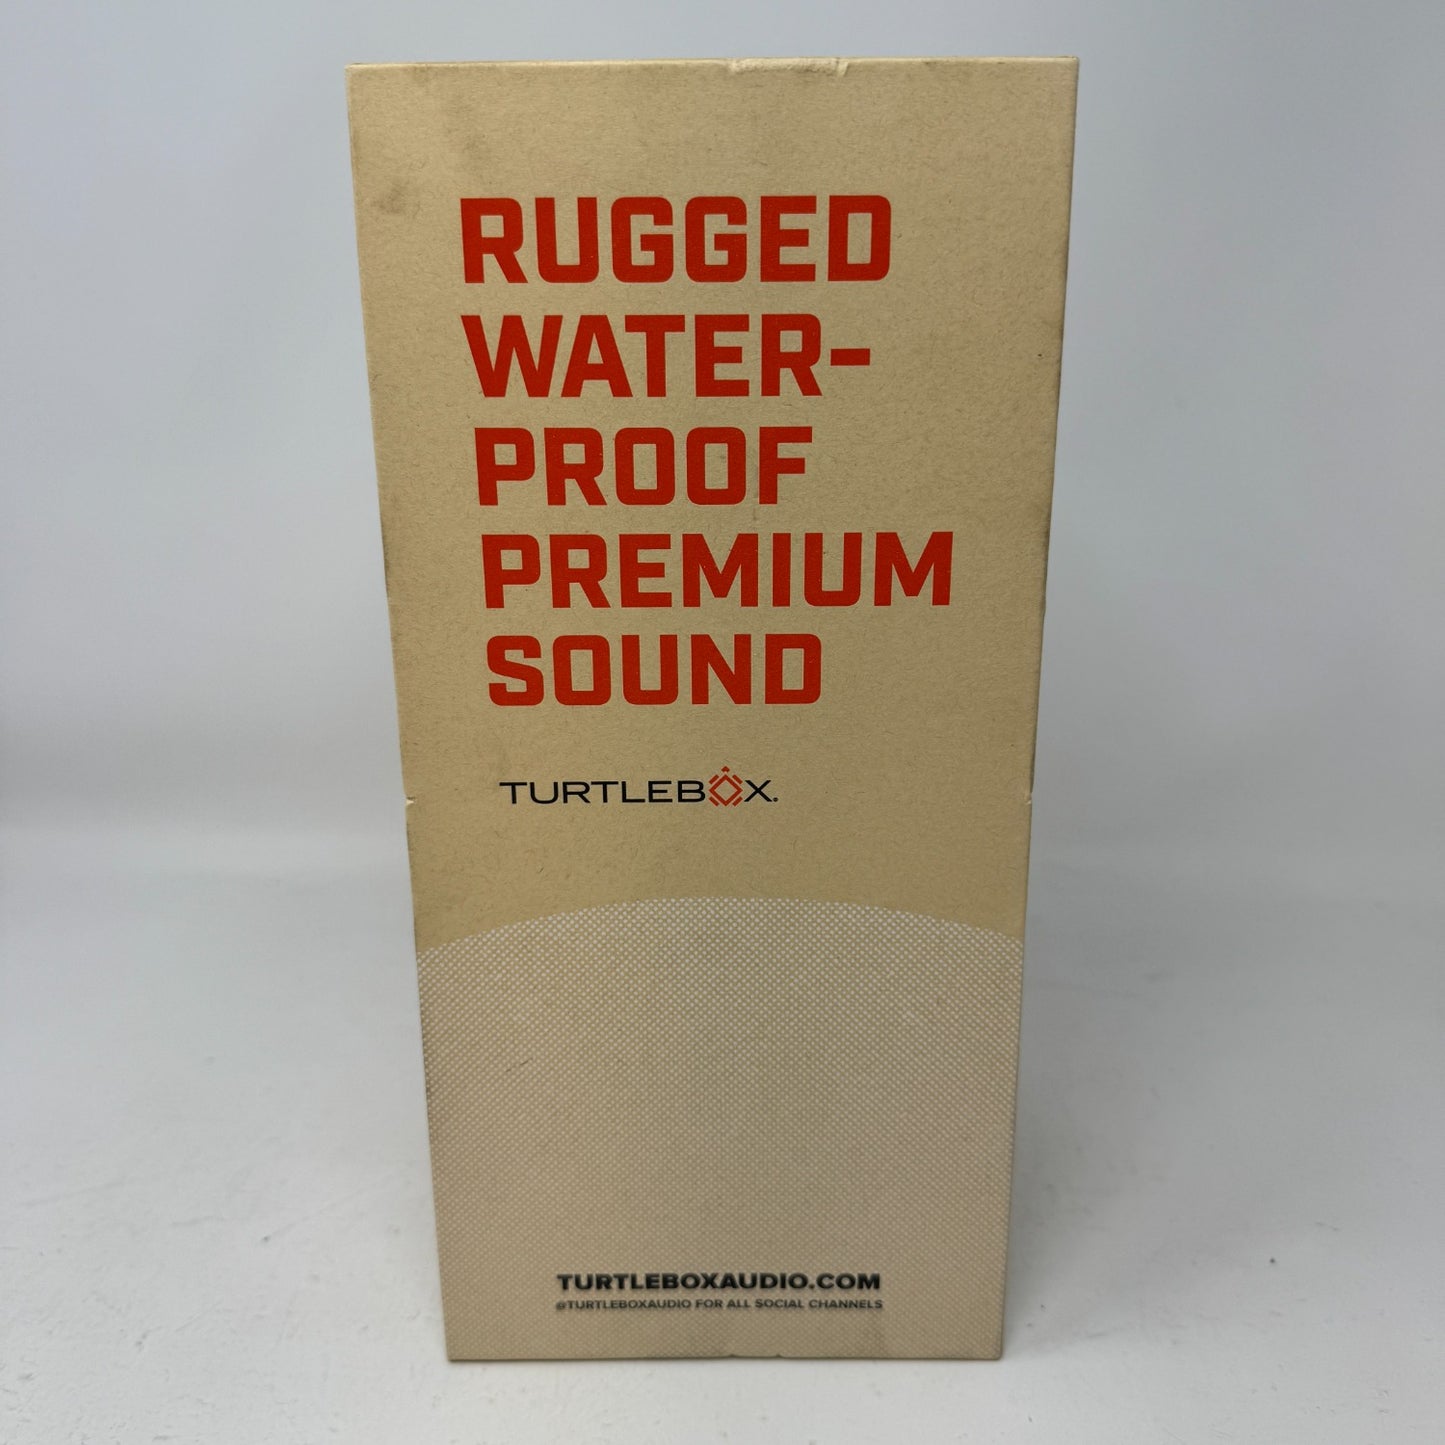 RUGGED
WATER-
PROOF
PREMIUM
SOUND
TURTLEBOX.
TURTLEBOXAUDIO.COM
@TURTLEBOXAUDIO FOR ALL SOCIAL CHANNELS